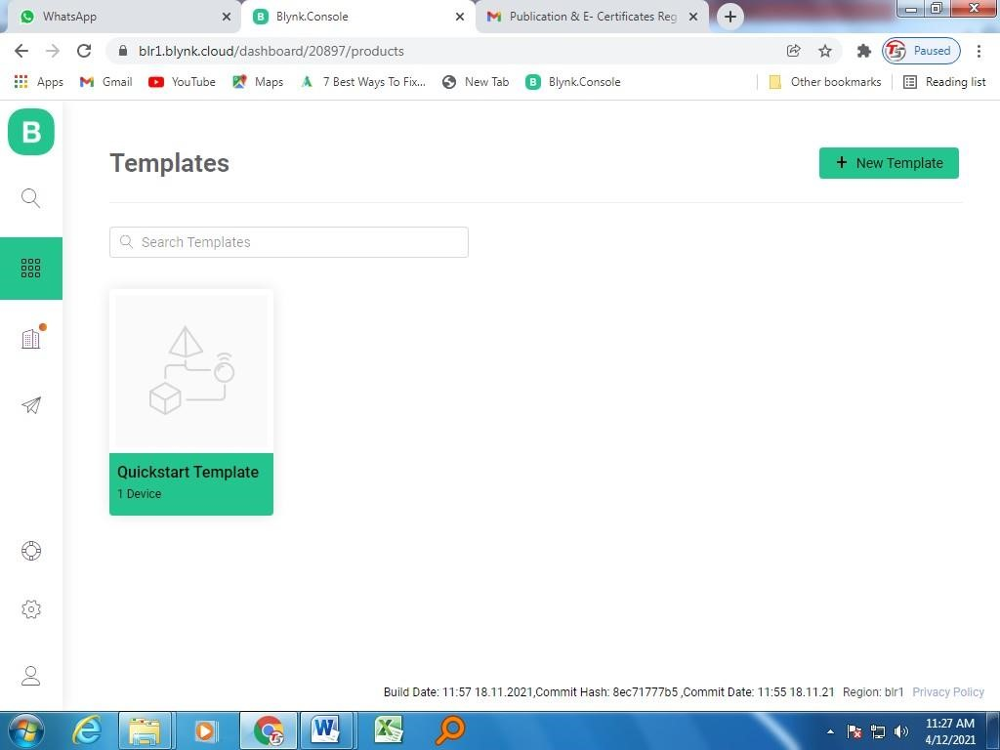 WhatsApp
Blynk.Console
Publication & E- Certificates Reg
blr1.blynk.cloud/dashboard/20897/products
TS
Paused
Apps
Gmail
YouTube
Maps
7 Best Ways To Fix...
New Tab
Blynk.Console
Other bookmarks
Reading list
B
Templates
+ New Template
Search Templates
Quickstart Template
1 Device
Build Date: 11:57 18.11.2021,Commit Hash: 8ec71777b5 ,Commit Date: 11:55 18.11.21 Region: blr1 Privacy Policy
11:27 AM
4/12/2021